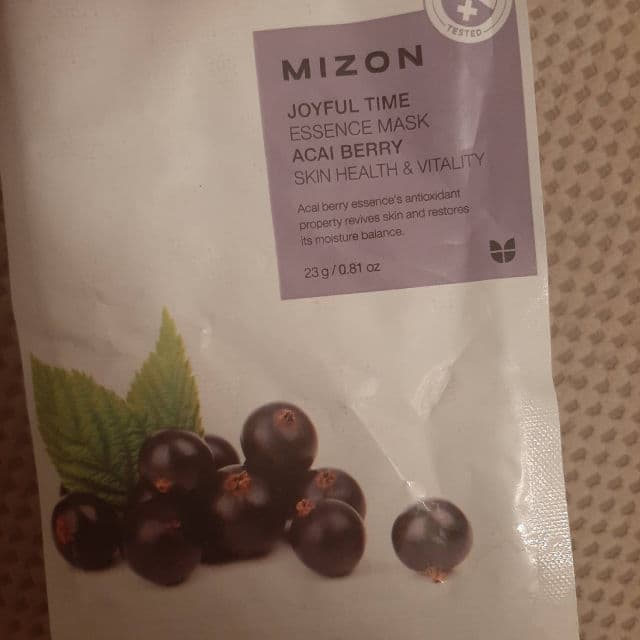 TESTED
MIZON
JOYFUL TIME
ESSENCE MASK
ACAI BERRY
SKIN HEALTH & VITALITY
Acai berry essence's antioxidant
property revives skin and restores
its moisture balance.
23 g / 0.81 oz